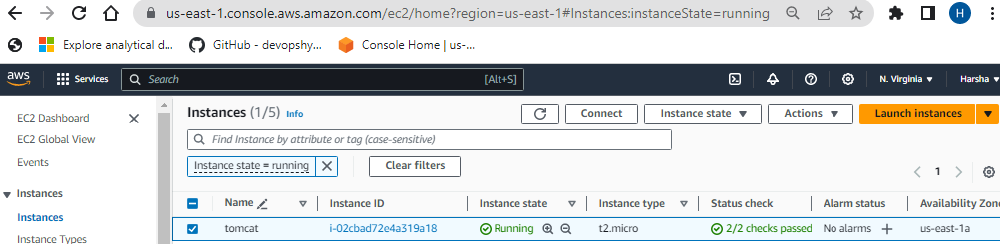 us-east-1.console.aws.amazon.com/ec2/home?region=us-east-1#Instances:instanceState=running
H
Explore analytical d... GitHub - devopshy... Console Home | us-...
aws Services Search [Alt+S] N. Virginia Harsha
EC2 Dashboard
EC2 Global View
Events
Instances
Instances
Instance Types
Instances (1/5) Info Connect Instance state Actions Launch instances
Find Instance by attribute or tag (case-sensitive)
Instance state = running Clear filters
1
Name Instance ID Instance state Instance type Status check Alarm status Availability Zon
tomcat i-02cbad72e4a319a18 Running t2.micro 2/2 checks passed No alarms us-east-1a